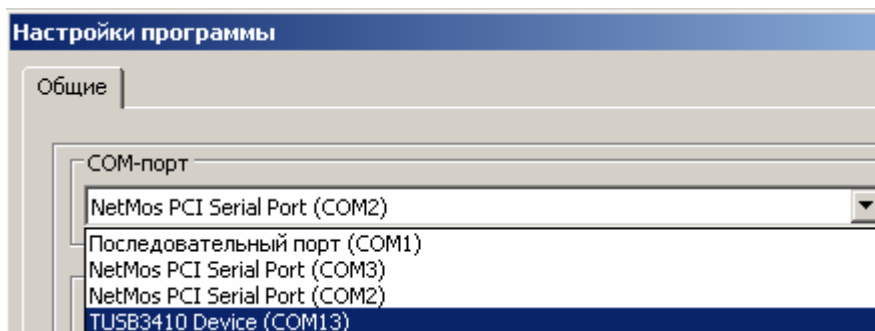 Настройки программы
Общие
COM-порт
NetMos PCI Serial Port (COM2)
Последовательный порт (COM1)
NetMos PCI Serial Port (COM3)
NetMos PCI Serial Port (COM2)
TUSB3410 Device (COM13)